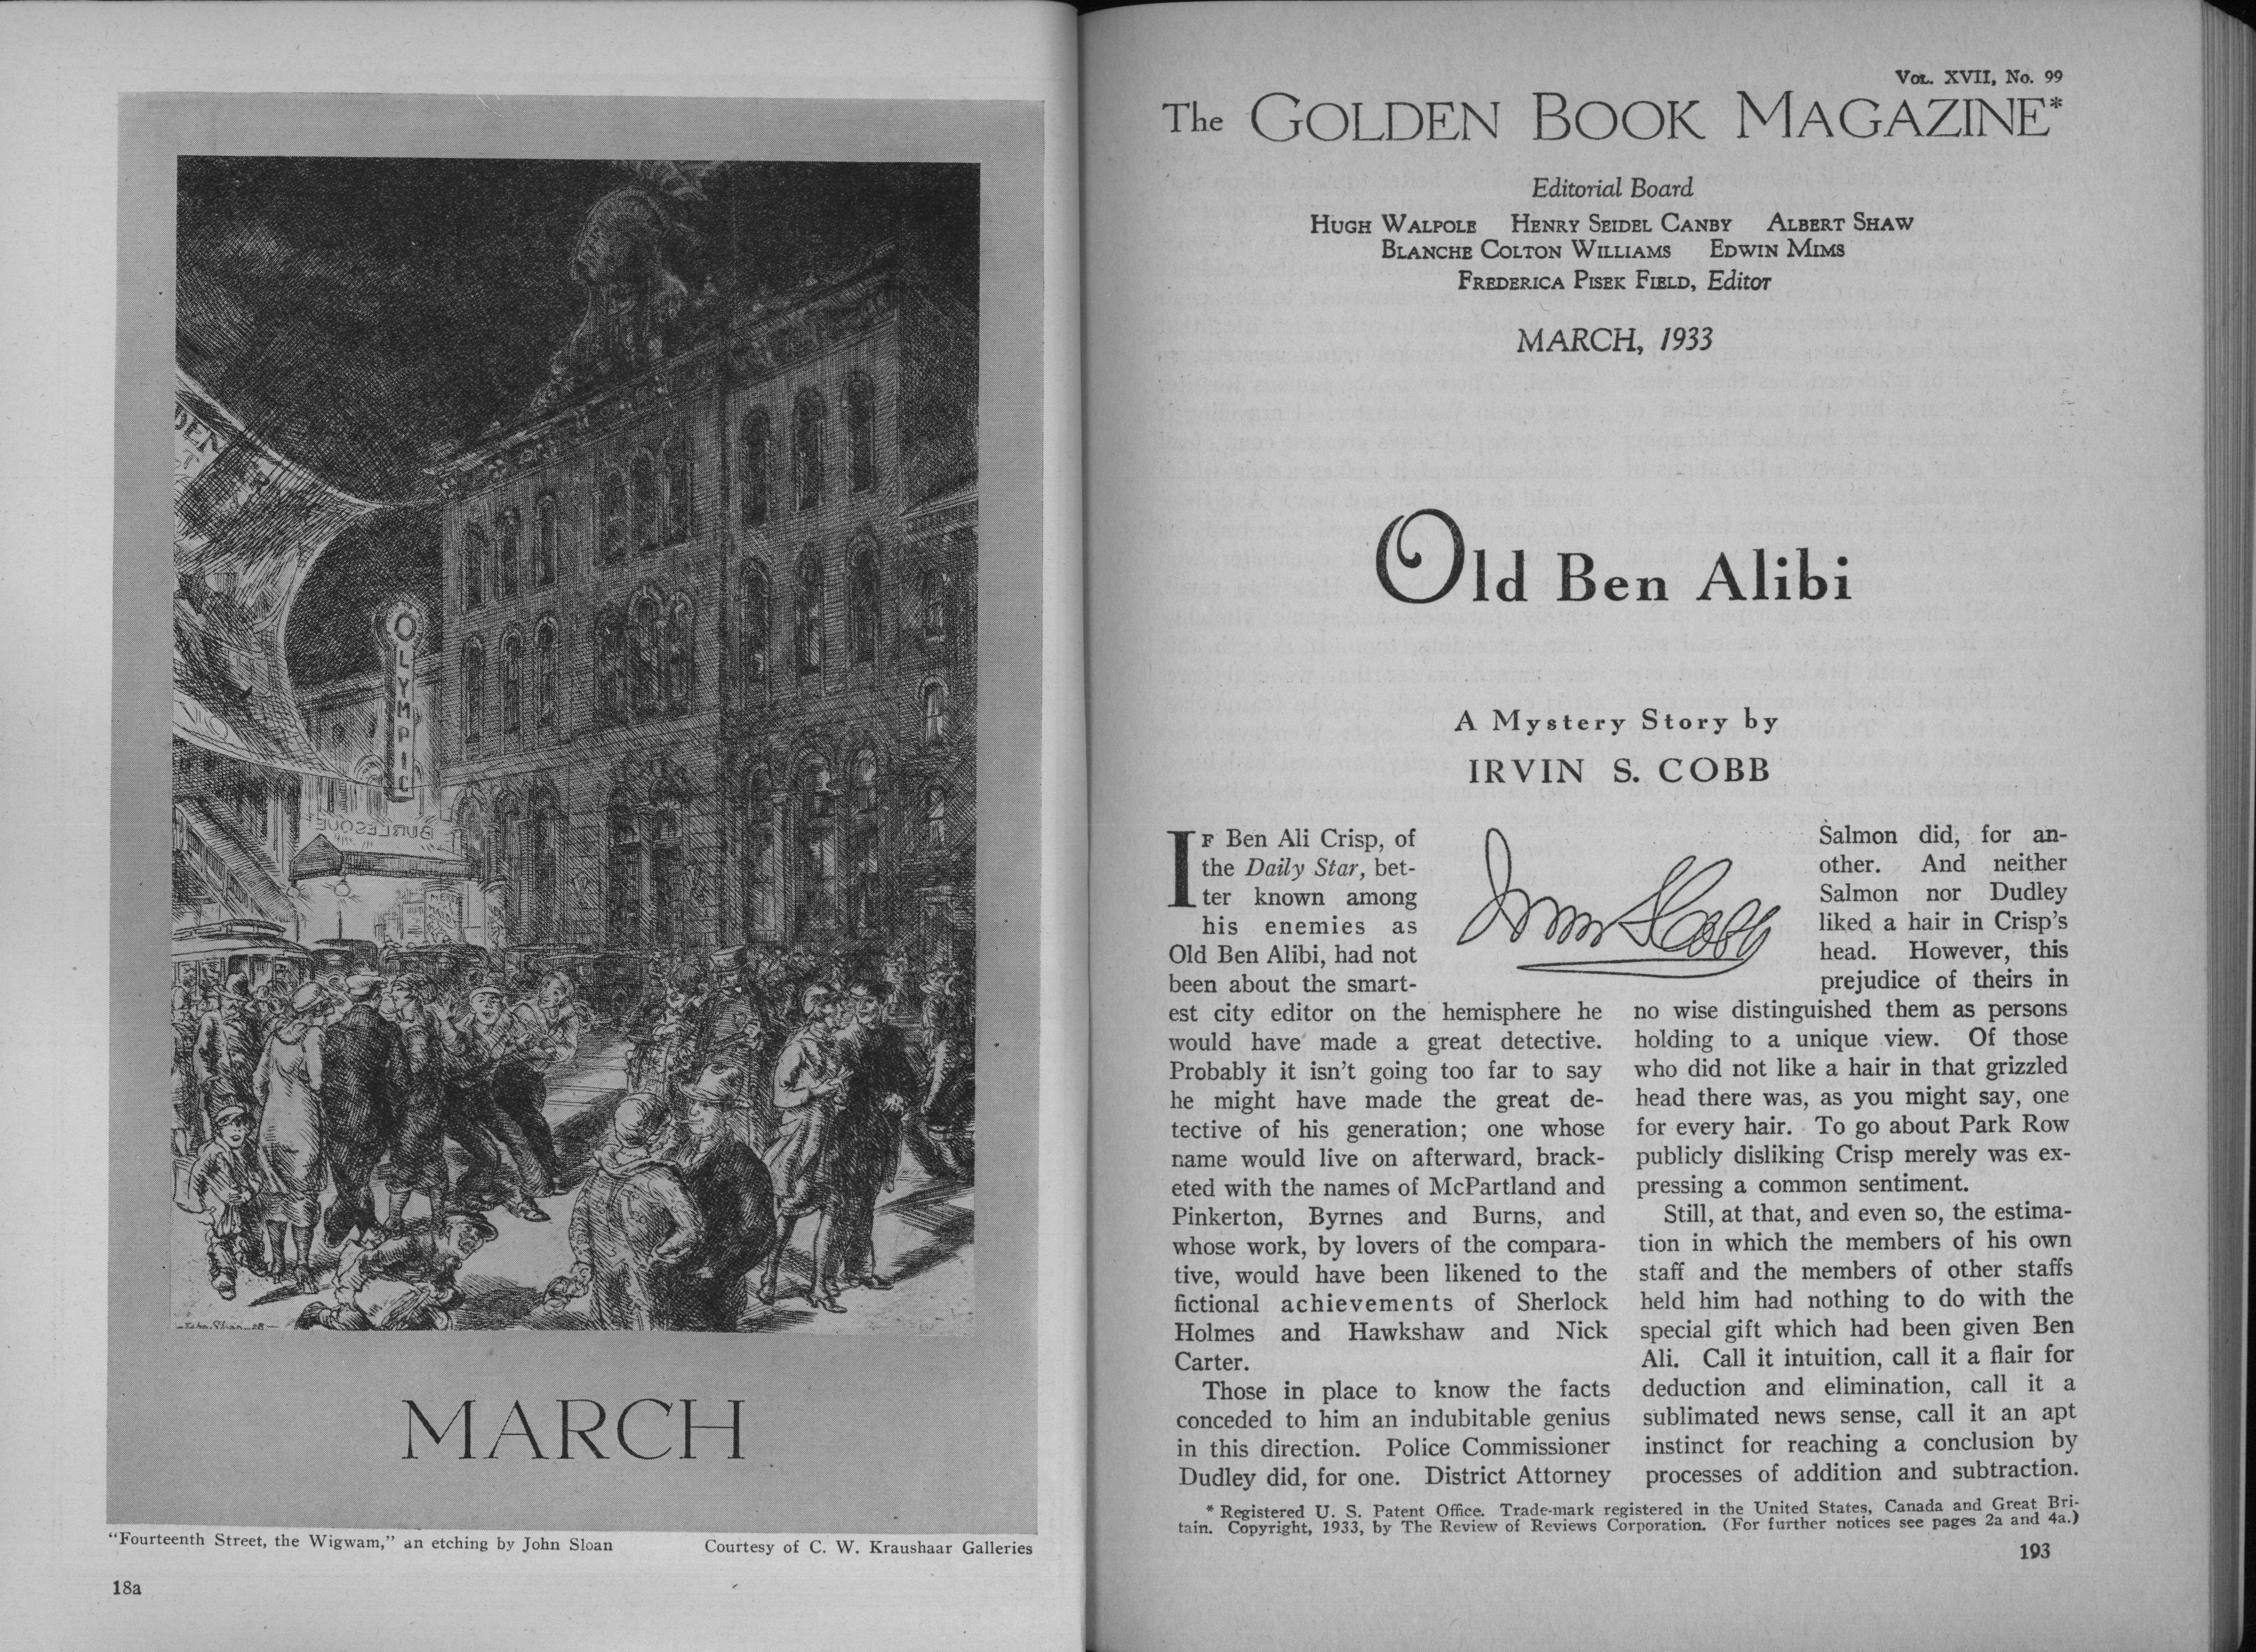 DEN
OLYMPIC
BURLESQUE
MARCH
"Fourteenth Street, the Wigwam," an etching by John Sloan
Courtesy of C. W. Kraushaar Galleries
18a
Vol. XVII, No. 99
The GOLDEN BOOK MAGAZINE*
Editorial Board
Hugh Walpole Henry Seidel Canby Albert Shaw
Blanche Colton Williams Edwin Mims
Frederica Pisek Field, Editor
MARCH, 1933
Old Ben Alibi
A Mystery Story by
IRVIN S. COBB
IF Ben Ali Crisp, of
the Daily Star, bet-
ter known among
his enemies as
Old Ben Alibi, had not
been about the smart-
est city editor on the hemisphere he
would have made a great detective.
Probably it isn't going too far to say
he might have made the great de-
tective of his generation; one whose
name would live on afterward, brack-
eted with the names of McPartland and
Pinkerton, Byrnes and Burns, and
whose work, by lovers of the compara-
tive, would have been likened to the
fictional achievements of Sherlock
Holmes and Hawkshaw and Nick
Carter.
Those in place to know the facts
conceded to him an indubitable genius
in this direction. Police Commissioner
Dudley did, for one. District Attorney
Irvin S Cobb
Salmon did, for an-
other. And neither
Salmon nor Dudley
liked a hair in Crisp's
head. However, this
prejudice of theirs in
no wise distinguished them as persons
holding to a unique view. Of those
who did not like a hair in that grizzled
head there was, as you might say, one
for every hair. To go about Park Row
publicly disliking Crisp merely was ex-
pressing a common sentiment.
Still, at that, and even so, the estima-
tion in which the members of his own
staff and the members of other staffs
held him had nothing to do with the
special gift which had been given Ben
Ali. Call it intuition, call it a flair for
deduction and elimination, call it a
sublimated news sense, call it an apt
instinct for reaching a conclusion by
processes of addition and subtraction.
* Registered U. S. Patent Office. Trade-mark registered in the United States, Canada and Great Bri-
tain. Copyright, 1933, by The Review of Reviews Corporation. (For further notices see pages 2a and 4a.)
193